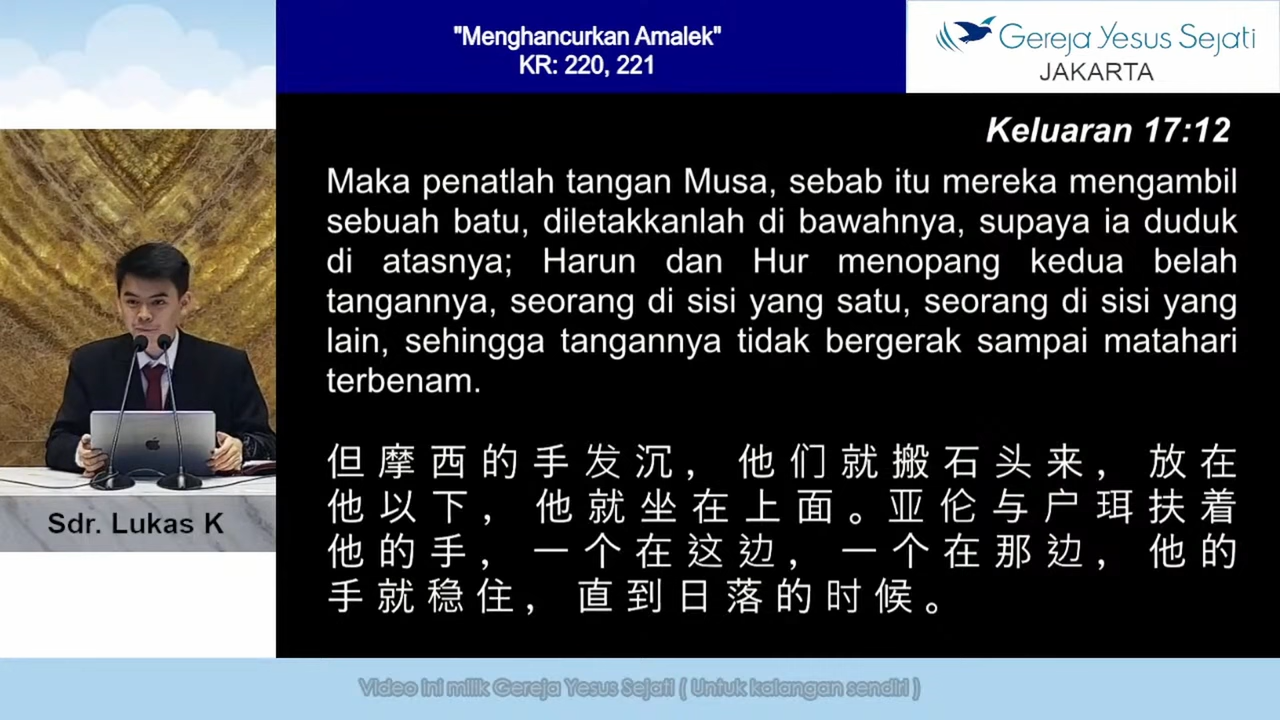 "Menghancurkan Amalek"
KR: 220, 221
Gereja Yesus Sejati
JAKARTA
Keluaran 17:12
Maka penatlah tangan Musa, sebab itu mereka mengambil
sebuah batu, diletakkanlah di bawahnya, supaya ia duduk
di atasnya; Harun dan Hur menopang kedua belah
tangannya, seorang di sisi yang satu, seorang di sisi yang
lain, sehingga tangannya tidak bergerak sampai matahari
terbenam.
但摩西的手发沉，他们就搬石头来，放在
他以下，他就坐在上面。亚伦与户珥扶着
他的手，一个在这边，一个在那边，他的
手就稳住，直到日落的时候。
Sdr. Lukas K
Video ini milik Gereja Yesus Sejati ( Untuk kalangan sendiri )